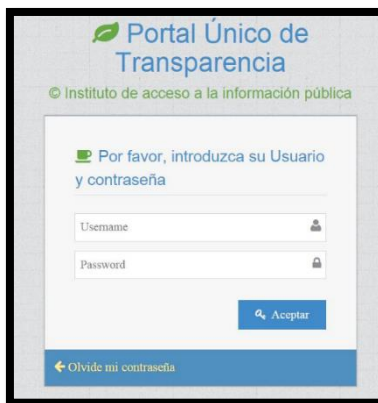 Portal Único de
Transparencia
© Instituto de acceso a la información pública
Por favor, introduzca su Usuario
y contraseña
Username
Password
Aceptar
Olvide mi contraseña